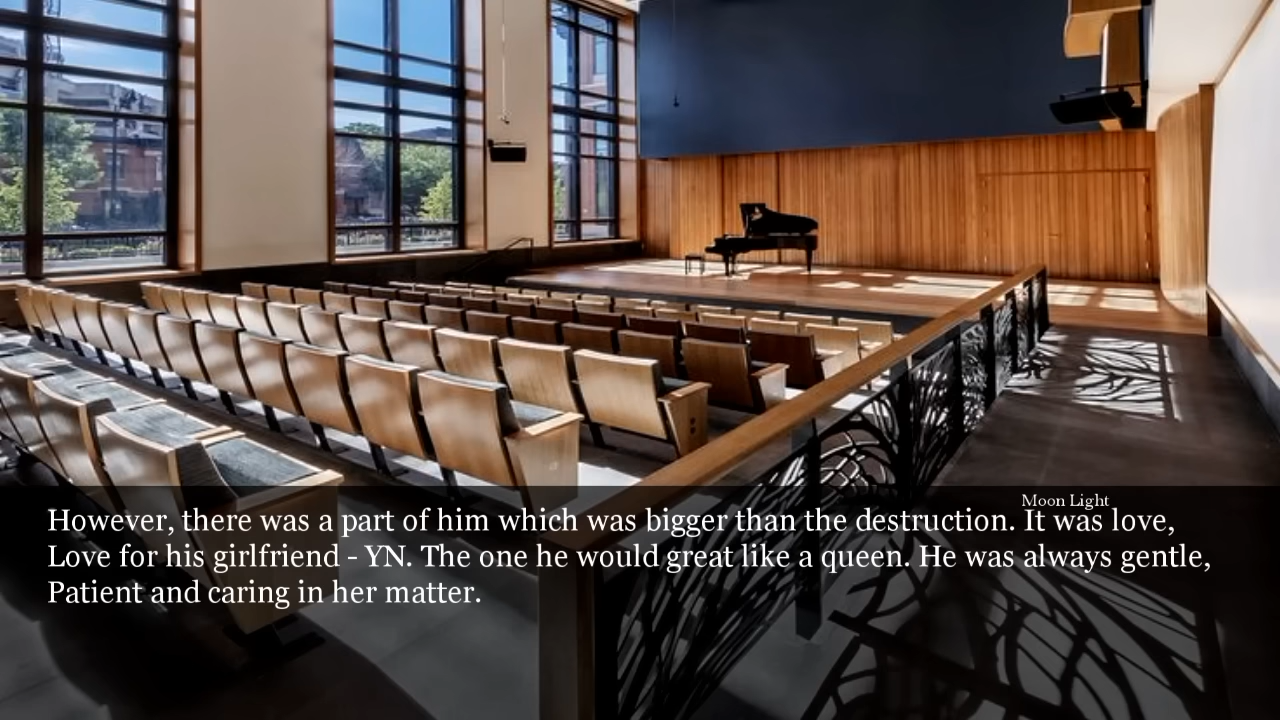 Moon Light
However, there was a part of him which was bigger than the destruction. It was love,
Love for his girlfriend - YN. The one he would great like a queen. He was always gentle,
Patient and caring in her matter.